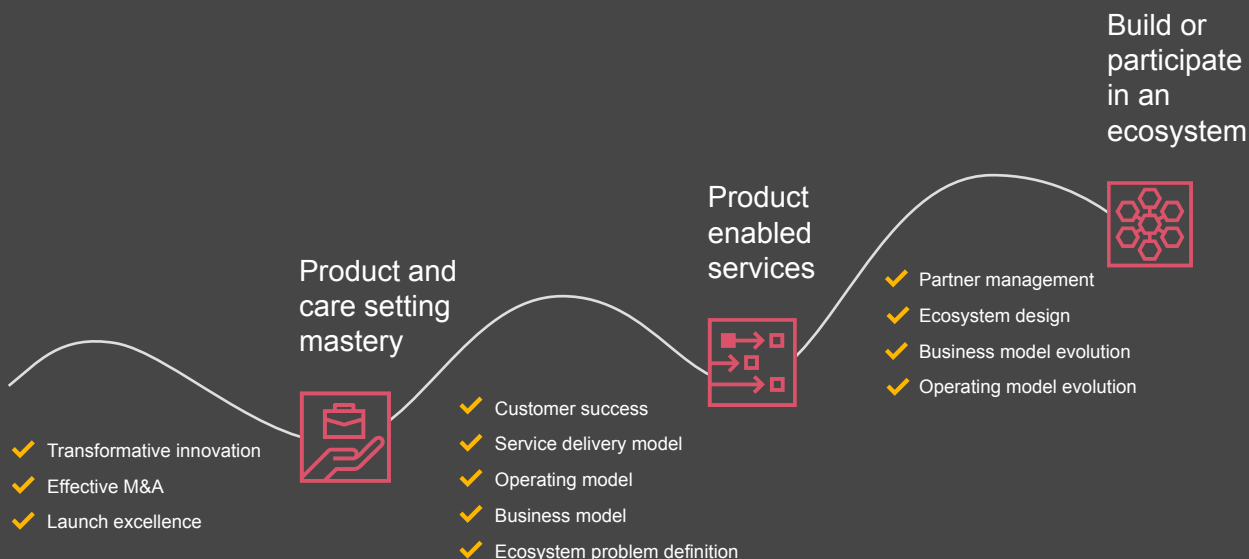 Build or
participate
in an
ecosystem
Product
enabled
services
Product and
care setting
mastery
Partner management
Ecosystem design
Business model evolution
Operating model evolution
Customer success
Service delivery model
Operating model
Business model
Ecosystem problem definition
Transformative innovation
Effective M&A
Launch excellence